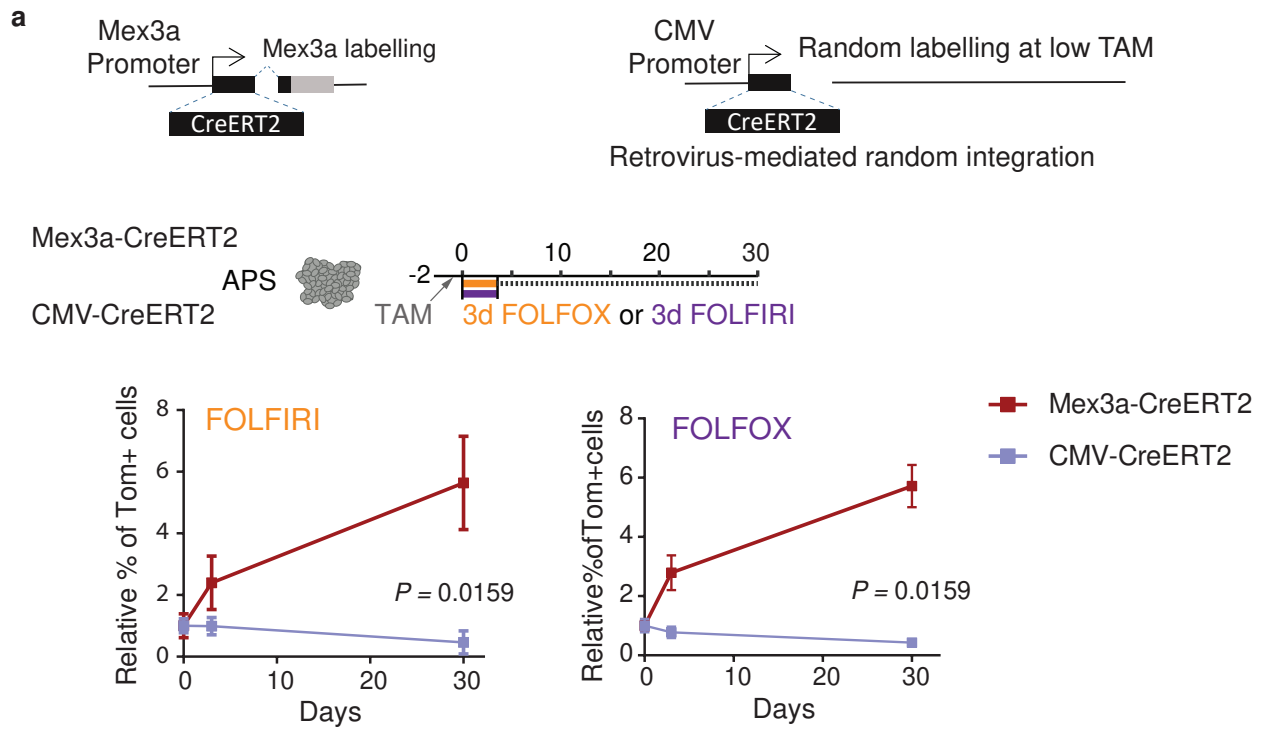 a
Mex3a
Promoter
Mex3a labelling
CreERT2
CMV
Promoter
Random labelling at low TAM
CreERT2
Retrovirus-mediated random integration
Mex3a-CreERT2
APS
CMV-CreERT2
0 10 20 30
-2
TAM
3d FOLFOX or 3d FOLFIRI
Relative % of Tom+ cells
8
6
4
2
0
FOLFIRI
P = 0.0159
0 10 20 30
Days
Relative%ofTom+cells
8
6
4
2
0
FOLFOX
P = 0.0159
0 10 20 30
Days
Mex3a-CreERT2
CMV-CreERT2